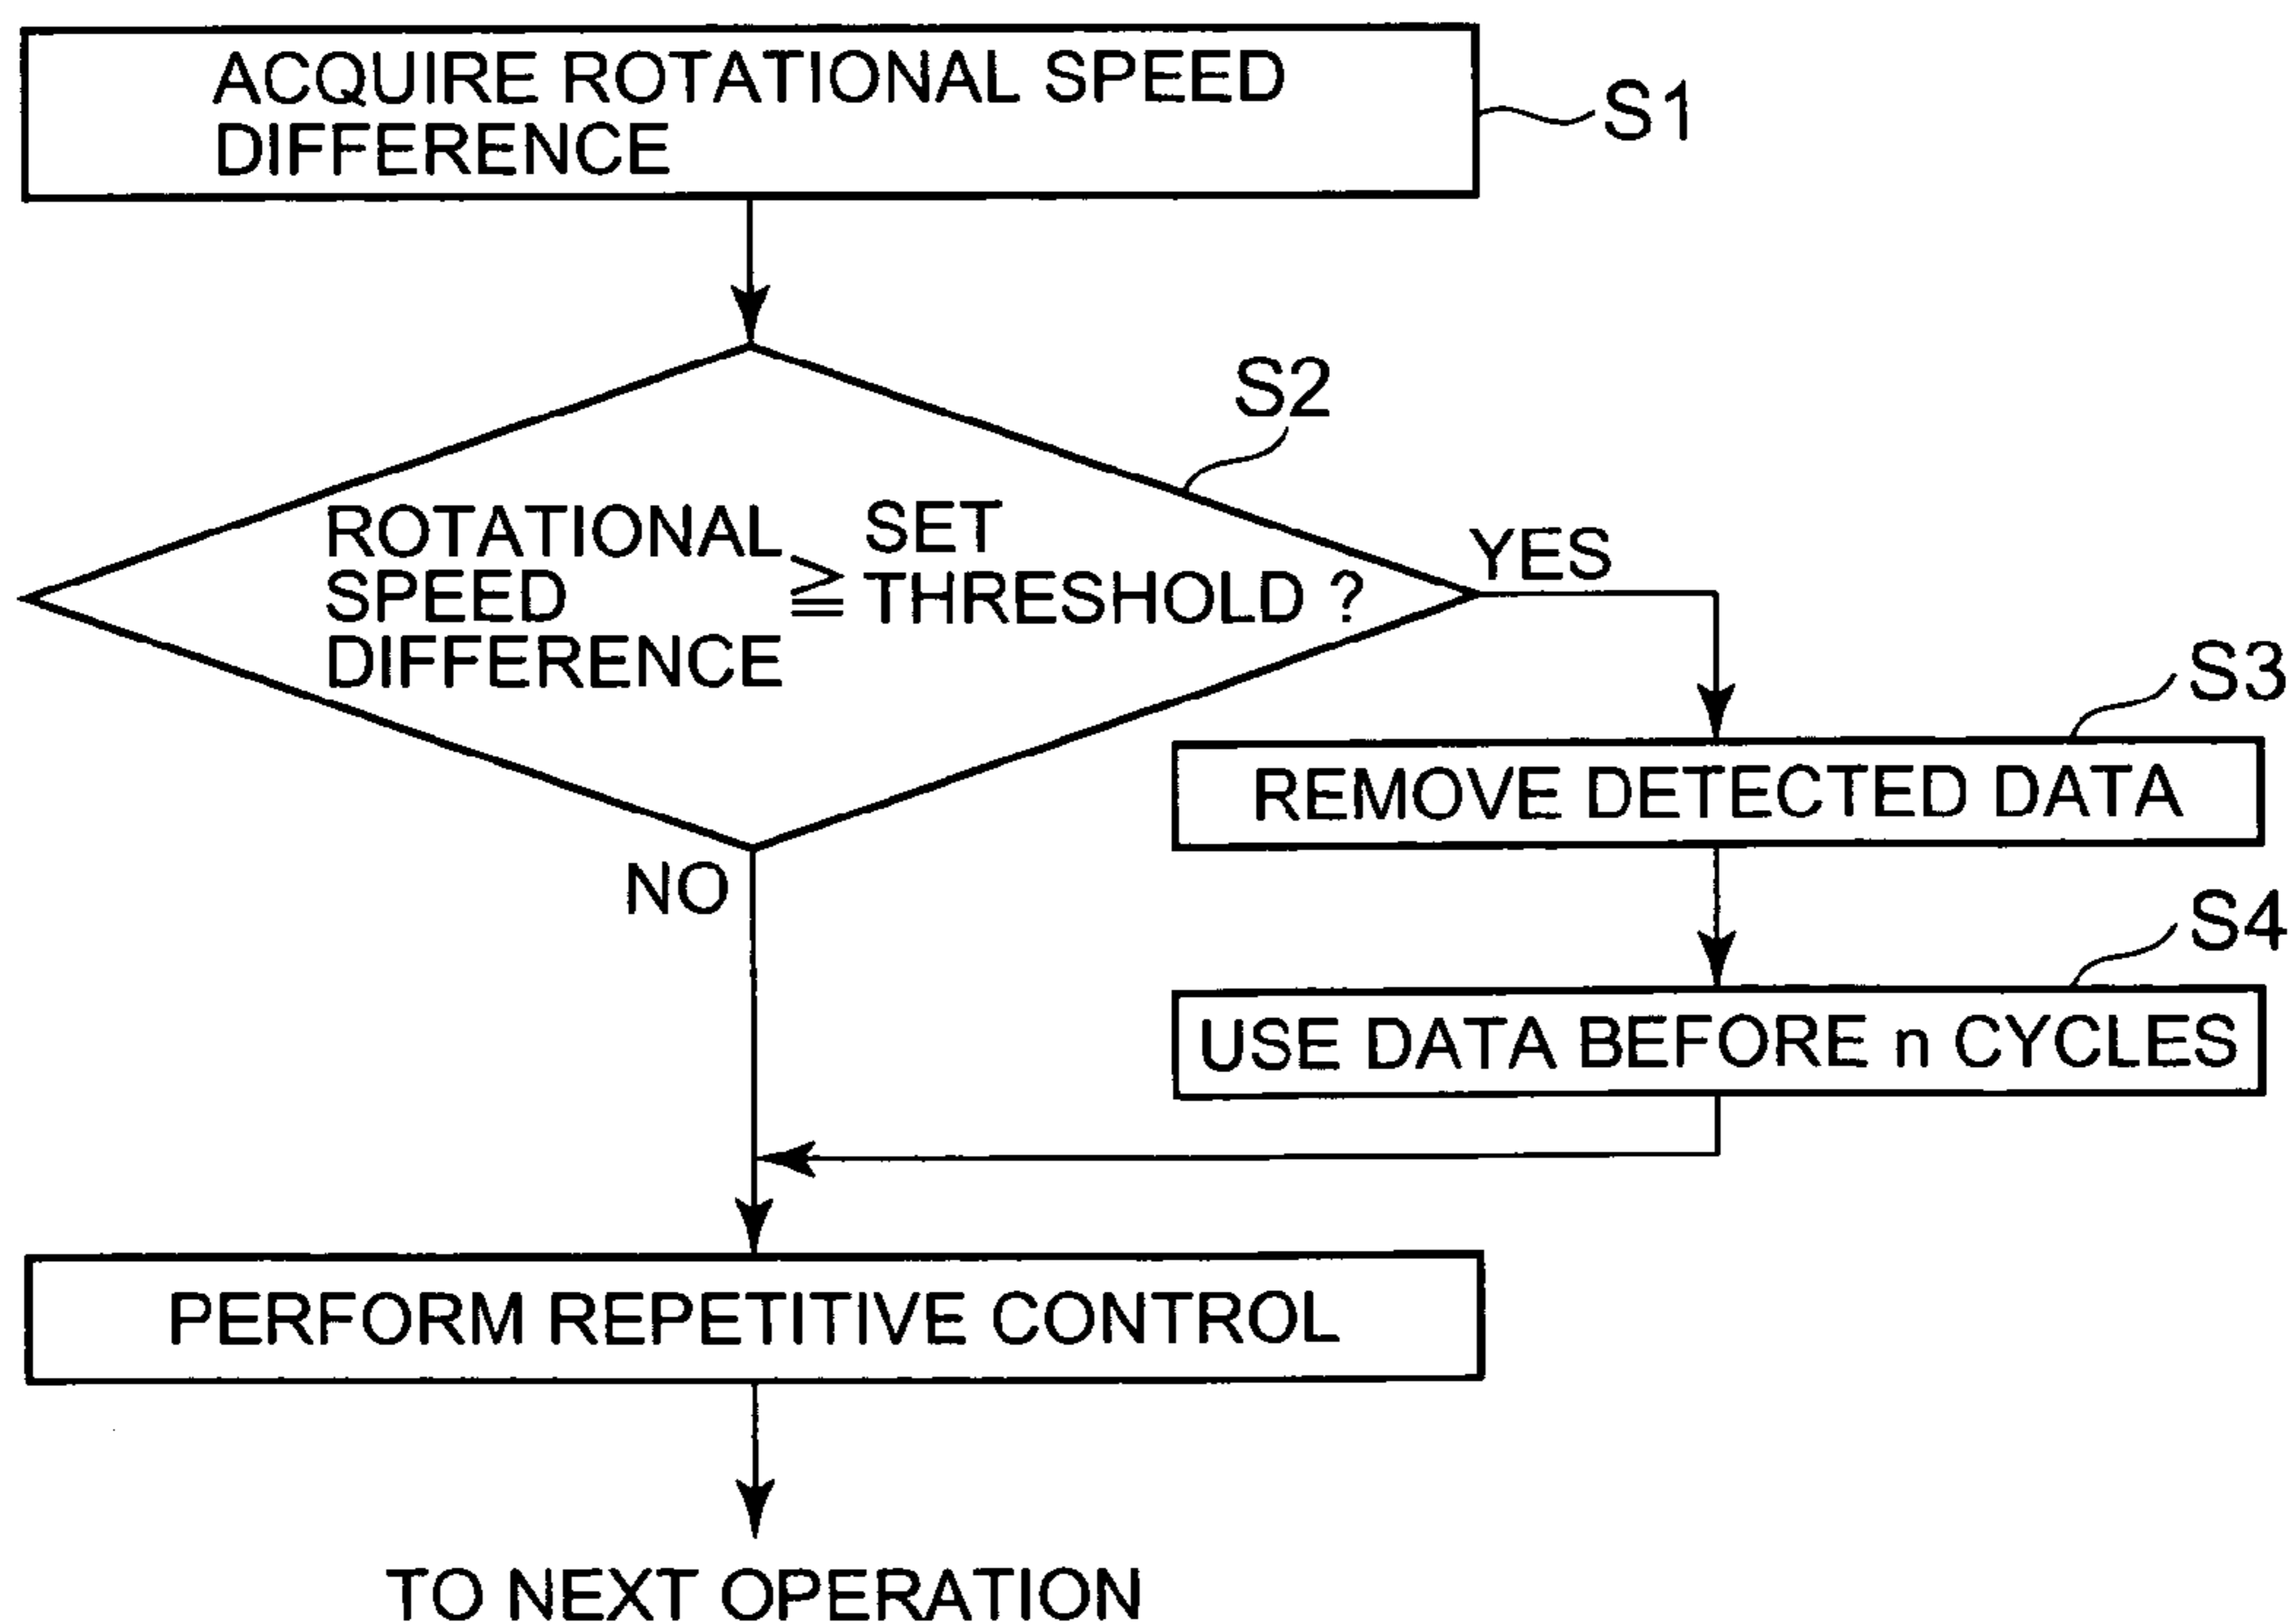 ACQUIRE ROTATIONAL SPEED
DIFFERENCE
S1
S2
ROTATIONAL
SPEED
DIFFERENCE
≧
SET
THRESHOLD ?
YES
NO
S3
REMOVE DETECTED DATA
S4
USE DATA BEFORE n CYCLES
PERFORM REPETITIVE CONTROL
TO NEXT OPERATION